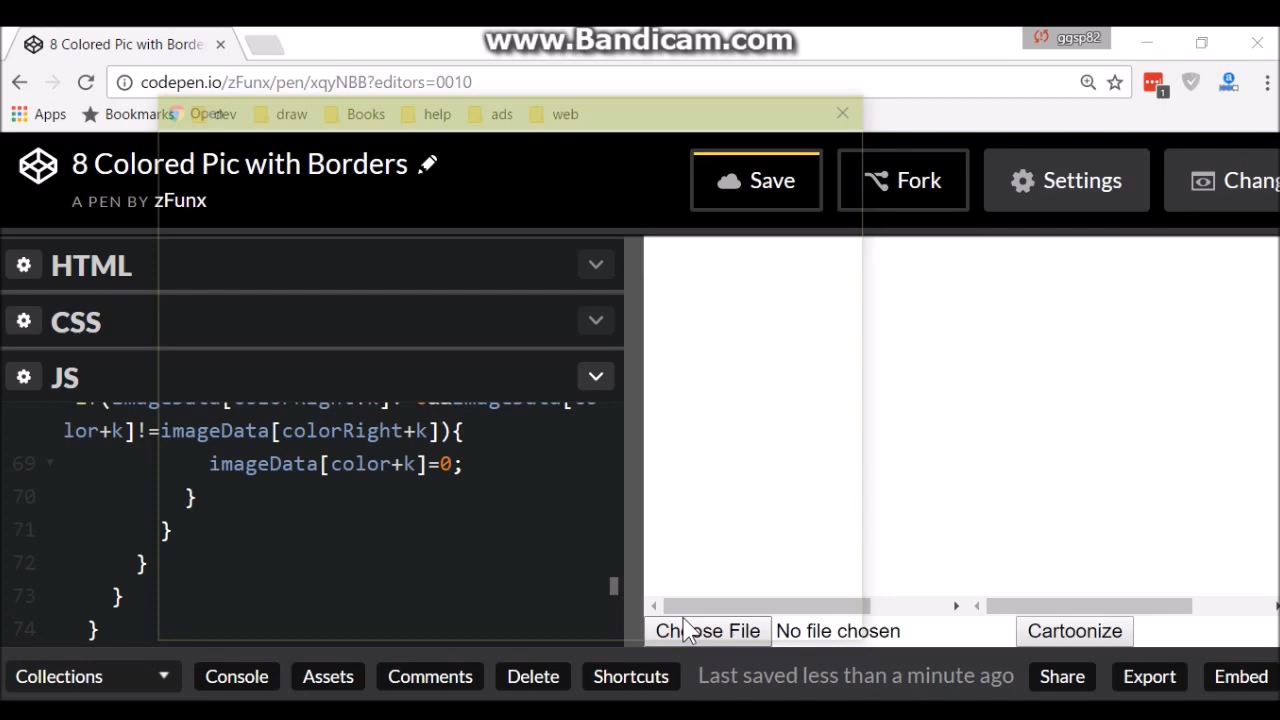 www.Bandicam.com
8 Colored Pic with Borde
ggsp82
codepen.io/zFunx/pen/xqyNBB?editors=0010
1
Apps
Bookmarks
Open
dev
draw
Books
help
ads
web
8 Colored Pic with Borders
A PEN BY zFunx
Save
Fork
Settings
Chang
HTML
CSS
JS
lor+k]!=imageData[colorRight+k]){
69 imageData[color+k]=0;
70 }
71 }
72 }
73 }
74 }
Choose File No file chosen
Cartoonize
Collections
Console
Assets
Comments
Delete
Shortcuts
Last saved less than a minute ago
Share
Export
Embed